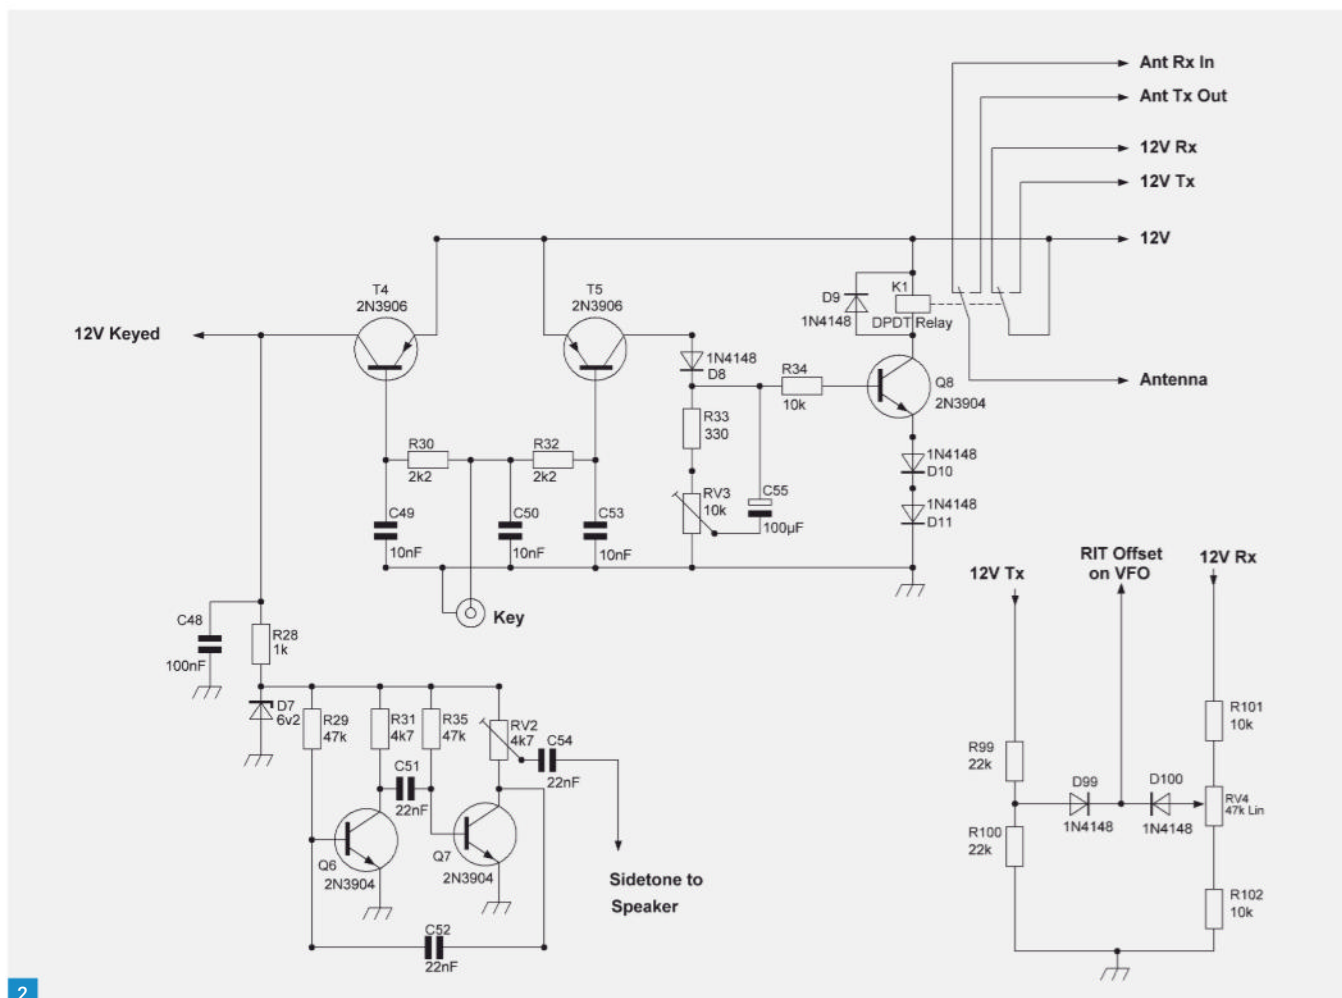 Ant Rx In
Ant Tx Out
12V Rx
12V Tx
12V
T4
2N3906
T5
2N3906
D9
1N4148
K1
DPDT Relay
12V Keyed
1N4148
D8
R34
10k
Q8
2N3904
Antenna
R33
330
R30
2k2
R32
2k2
1N4148
D10
RV3
10k
C55
100µF
1N4148
D11
C49
10nF
C50
10nF
C53
10nF
Key
12V Tx
RIT Offset
on VFO
12V Rx
C48
100nF
R28
1k
D7
6v2
R29
47k
R31
4k7
R35
47k
RV2
4k7
C54
22nF
C51
22nF
Q6
2N3904
Q7
2N3904
Sidetone to
Speaker
C52
22nF
R101
10k
R99
22k
D99
1N4148
D100
1N4148
RV4
47k Lin
R100
22k
R102
10k
2